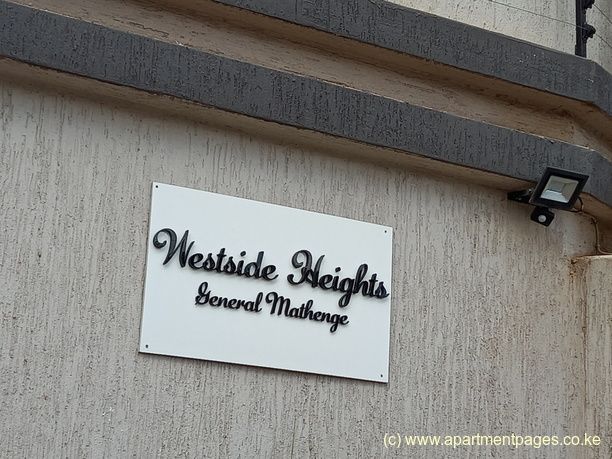 Westside Heights
General Mathenge
(c) www.apartmentpages.co.ke